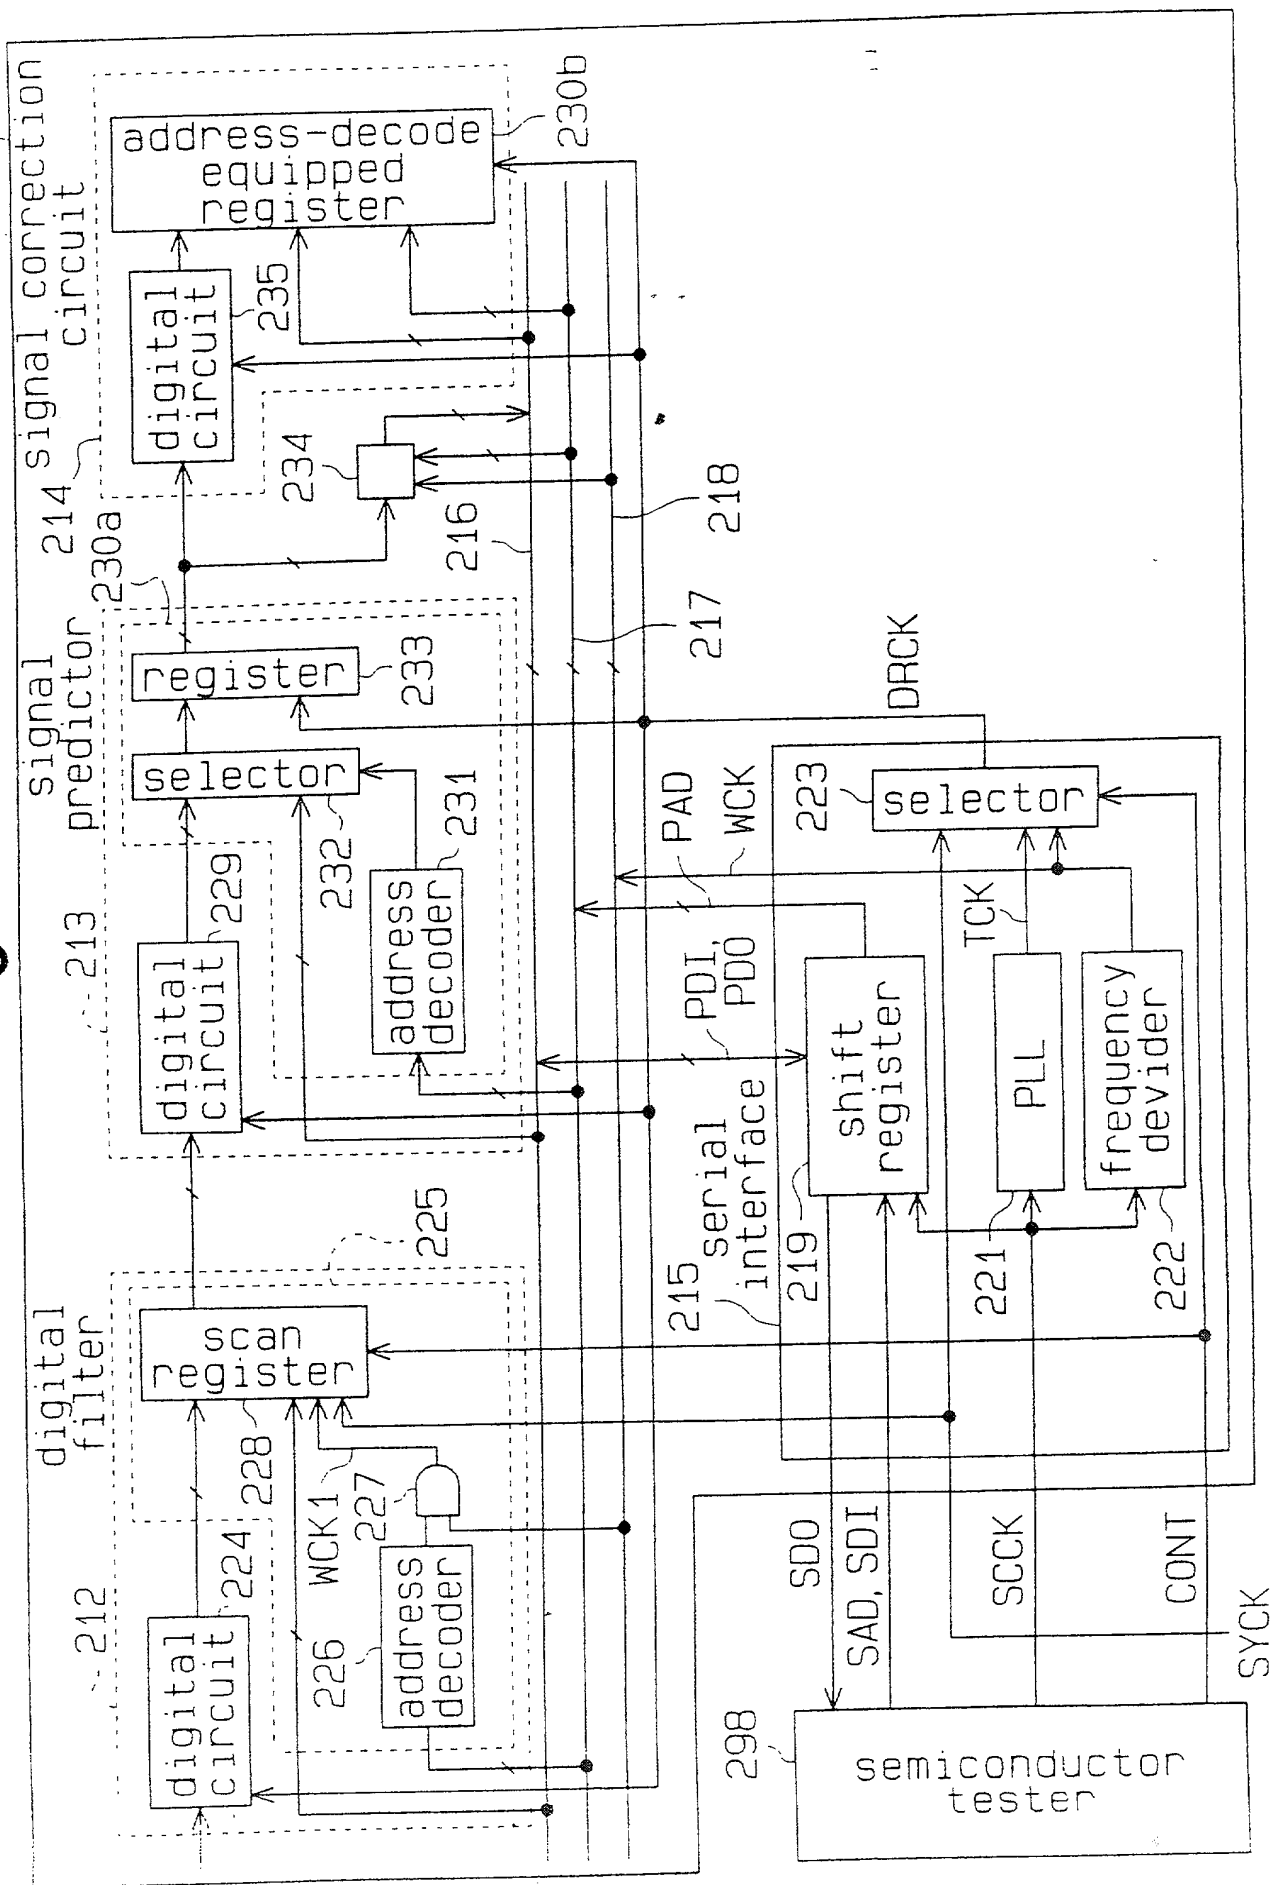 digital
filter
212
digital
circuit
224
scan
register
228
225
WCK1
227
226
address
decoder
signal
predictor
213
digital
circuit
229
selector
232
register
233
230a
address
decoder
231
214
signal correction
circuit
digital
circuit
235
address-decode
equipped
register
230b
234
216
217
218
215
serial
interface
219
shift
register
PDI,
PDO
PAD
WCK
DRCK
223
selector
TCK
221
PLL
222
frequency
devider
SDO
SAD, SDI
SCCK
CONT
SYCK
298
semiconductor
tester